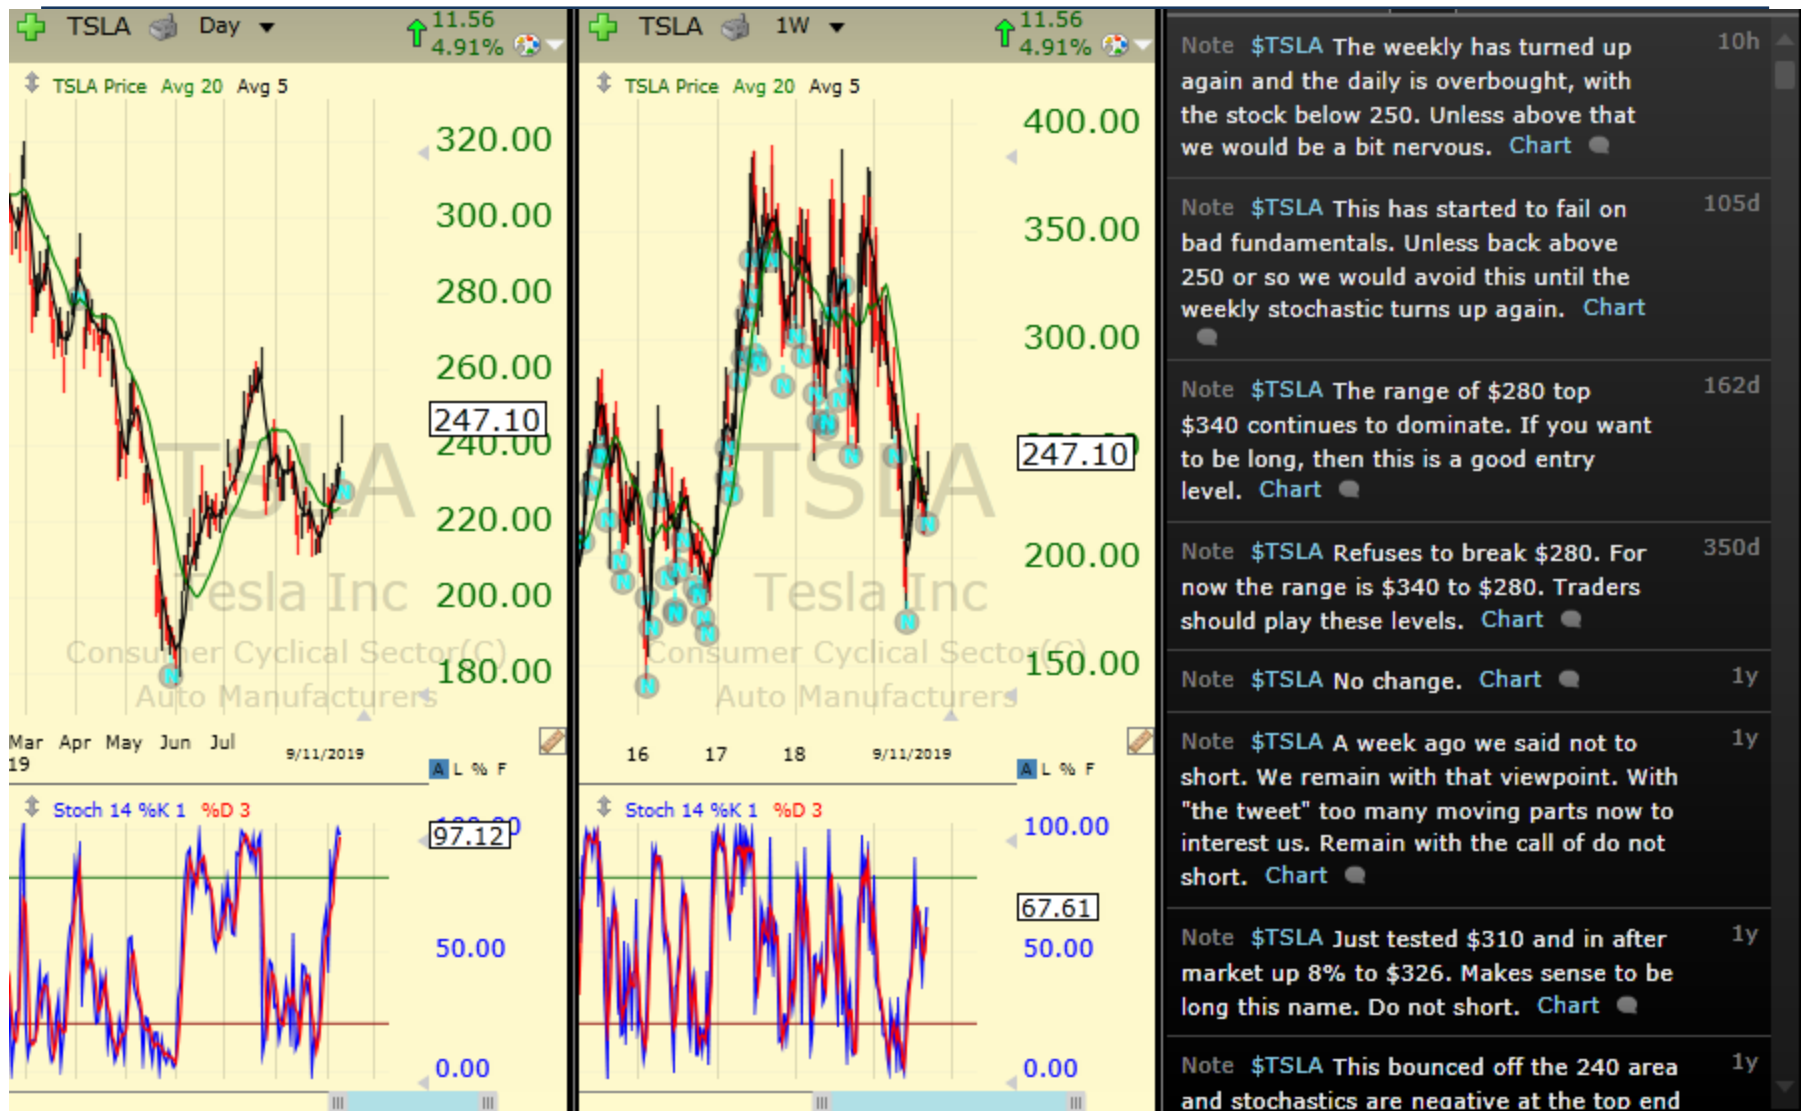 TSLA Day
11.56
4.91%
TSLA Price Avg 20 Avg 5
320.00
300.00
280.00
260.00
247.10
240.00
220.00
200.00
180.00
TSLA
Tesla Inc
Consumer Cyclical Sector(C)
Auto Manufacturers
Mar Apr May Jun Jul 9/11/2019
19
A L % F
Stoch 14 %K 1 %D 3
100.00
97.12
50.00
0.00
TSLA 1W
11.56
4.91%
TSLA Price Avg 20 Avg 5
400.00
350.00
300.00
247.10
200.00
150.00
TSLA
Tesla Inc
Consumer Cyclical Sector(C)
Auto Manufacturers
16 17 18 9/11/2019
A L % F
Stoch 14 %K 1 %D 3
100.00
67.61
50.00
0.00
Note $TSLA The weekly has turned up 10h
again and the daily is overbought, with
the stock below 250. Unless above that
we would be a bit nervous. Chart
Note $TSLA This has started to fail on 105d
bad fundamentals. Unless back above
250 or so we would avoid this until the
weekly stochastic turns up again. Chart
Note $TSLA The range of $280 top 162d
$340 continues to dominate. If you want
to be long, then this is a good entry
level. Chart
Note $TSLA Refuses to break $280. For 350d
now the range is $340 to $280. Traders
should play these levels. Chart
Note $TSLA No change. Chart 1y
Note $TSLA A week ago we said not to 1y
short. We remain with that viewpoint. With
"the tweet" too many moving parts now to
interest us. Remain with the call of do not
short. Chart
Note $TSLA Just tested $310 and in after 1y
market up 8% to $326. Makes sense to be
long this name. Do not short. Chart
Note $TSLA This bounced off the 240 area 1y
and stochastics are negative at the top end